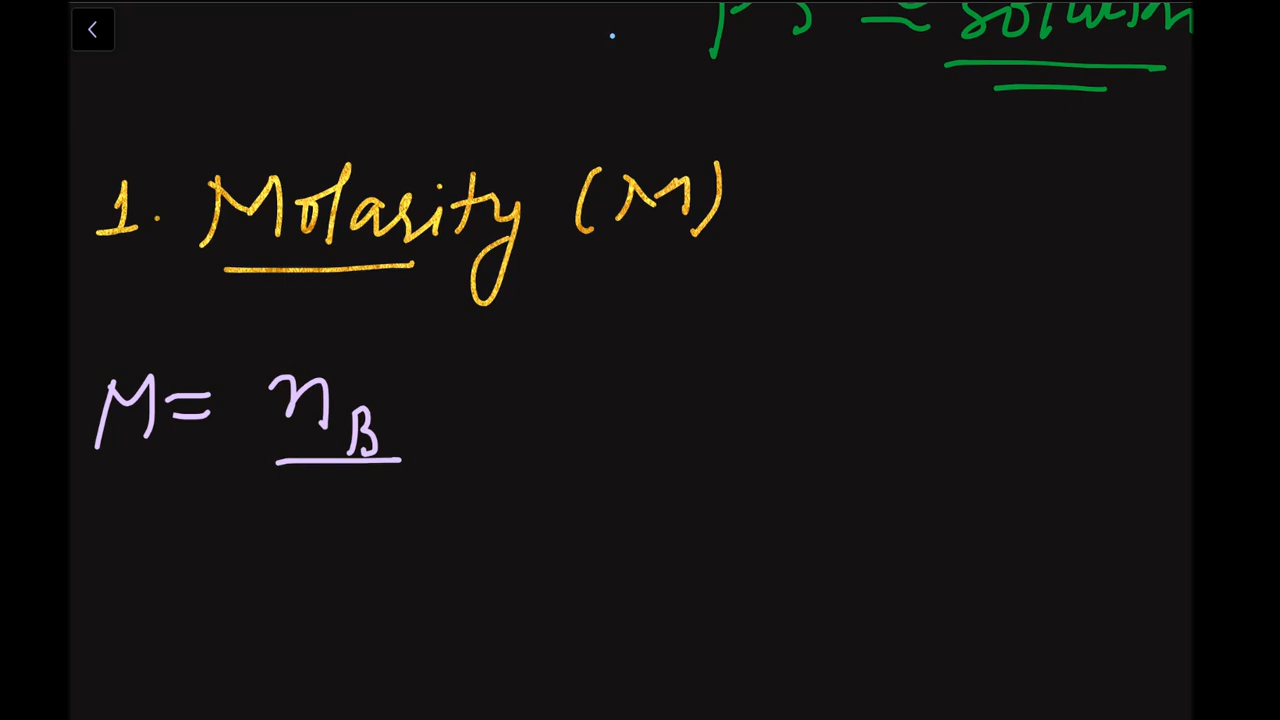 solution
1. Molarity (M)
M = n_B